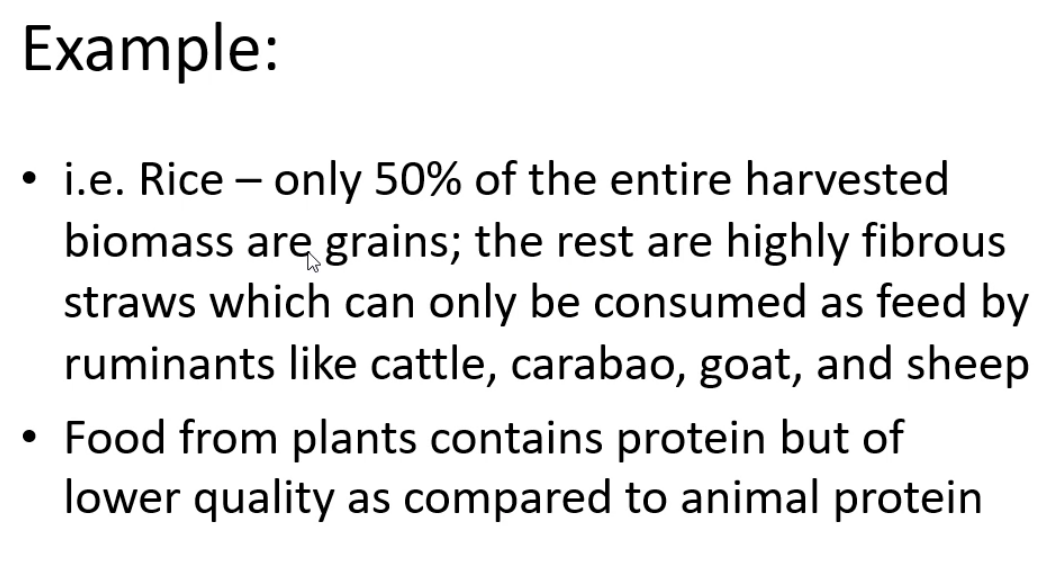 Example:
• i.e. Rice – only 50% of the entire harvested
biomass are grains; the rest are highly fibrous
straws which can only be consumed as feed by
ruminants like cattle, carabao, goat, and sheep
• Food from plants contains protein but of
lower quality as compared to animal protein